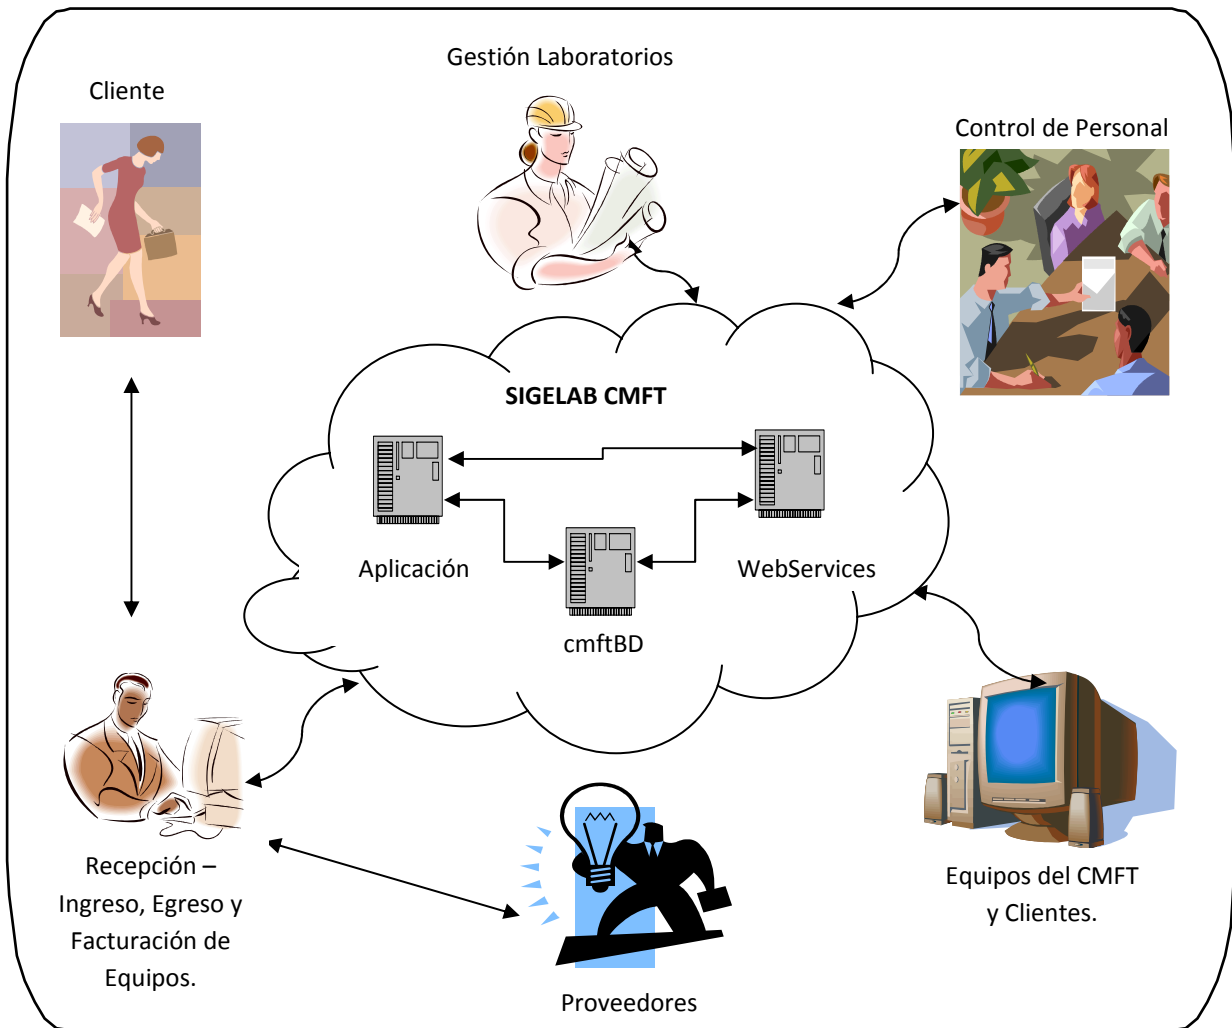 Gestión Laboratorios
Cliente
Control de Personal
SIGELAB CMFT
Aplicación
WebServices
cmftBD
Recepción –
Ingreso, Egreso y
Facturación de
Equipos.
Equipos del CMFT
y Clientes.
Proveedores